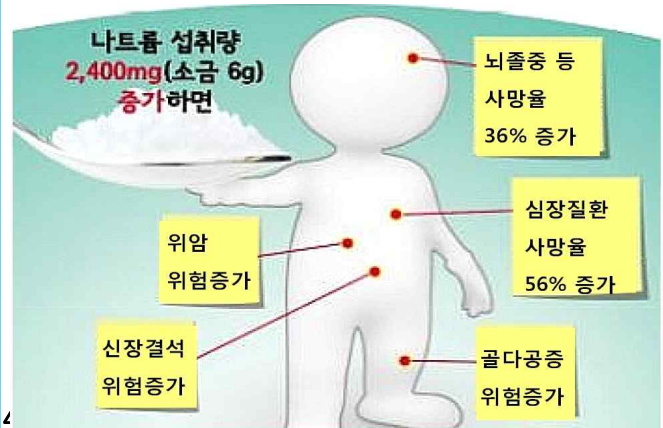 나트륨 섭취량
2,400mg(소금 6g)
증가하면
뇌졸중 등
사망율
36% 증가
심장질환
사망율
56% 증가
위암
위험증가
신장결석
위험증가
골다공증
위험증가